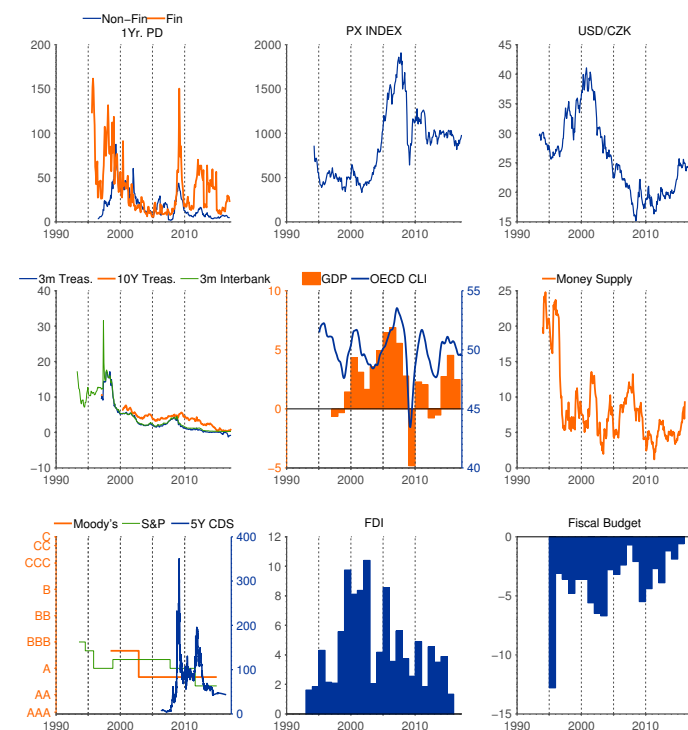 Non−Fin Fin
1Yr. PD
200
150
100
50
0
1990 2000 2010
PX INDEX
2000
1500
1000
500
0
1990 2000 2010
USD/CZK
45
40
35
30
25
20
15
1990 2000 2010
3m Treas. 10Y Treas. 3m Interbank
40
30
20
10
0
−10
1990 2000 2010
GDP OECD CLI
10 55
5 50
0 45
−5 40
1990 2000 2010
Money Supply
25
20
15
10
5
0
1990 2000 2010
Moody's S&P 5Y CDS
C 400
CC
CCC
300
B
BB 200
BBB
A 100
AA
AAA 0
1990 2000 2010
FDI
12
10
8
6
4
2
0
1990 2000 2010
Fiscal Budget
0
−5
−10
−15
1990 2000 2010